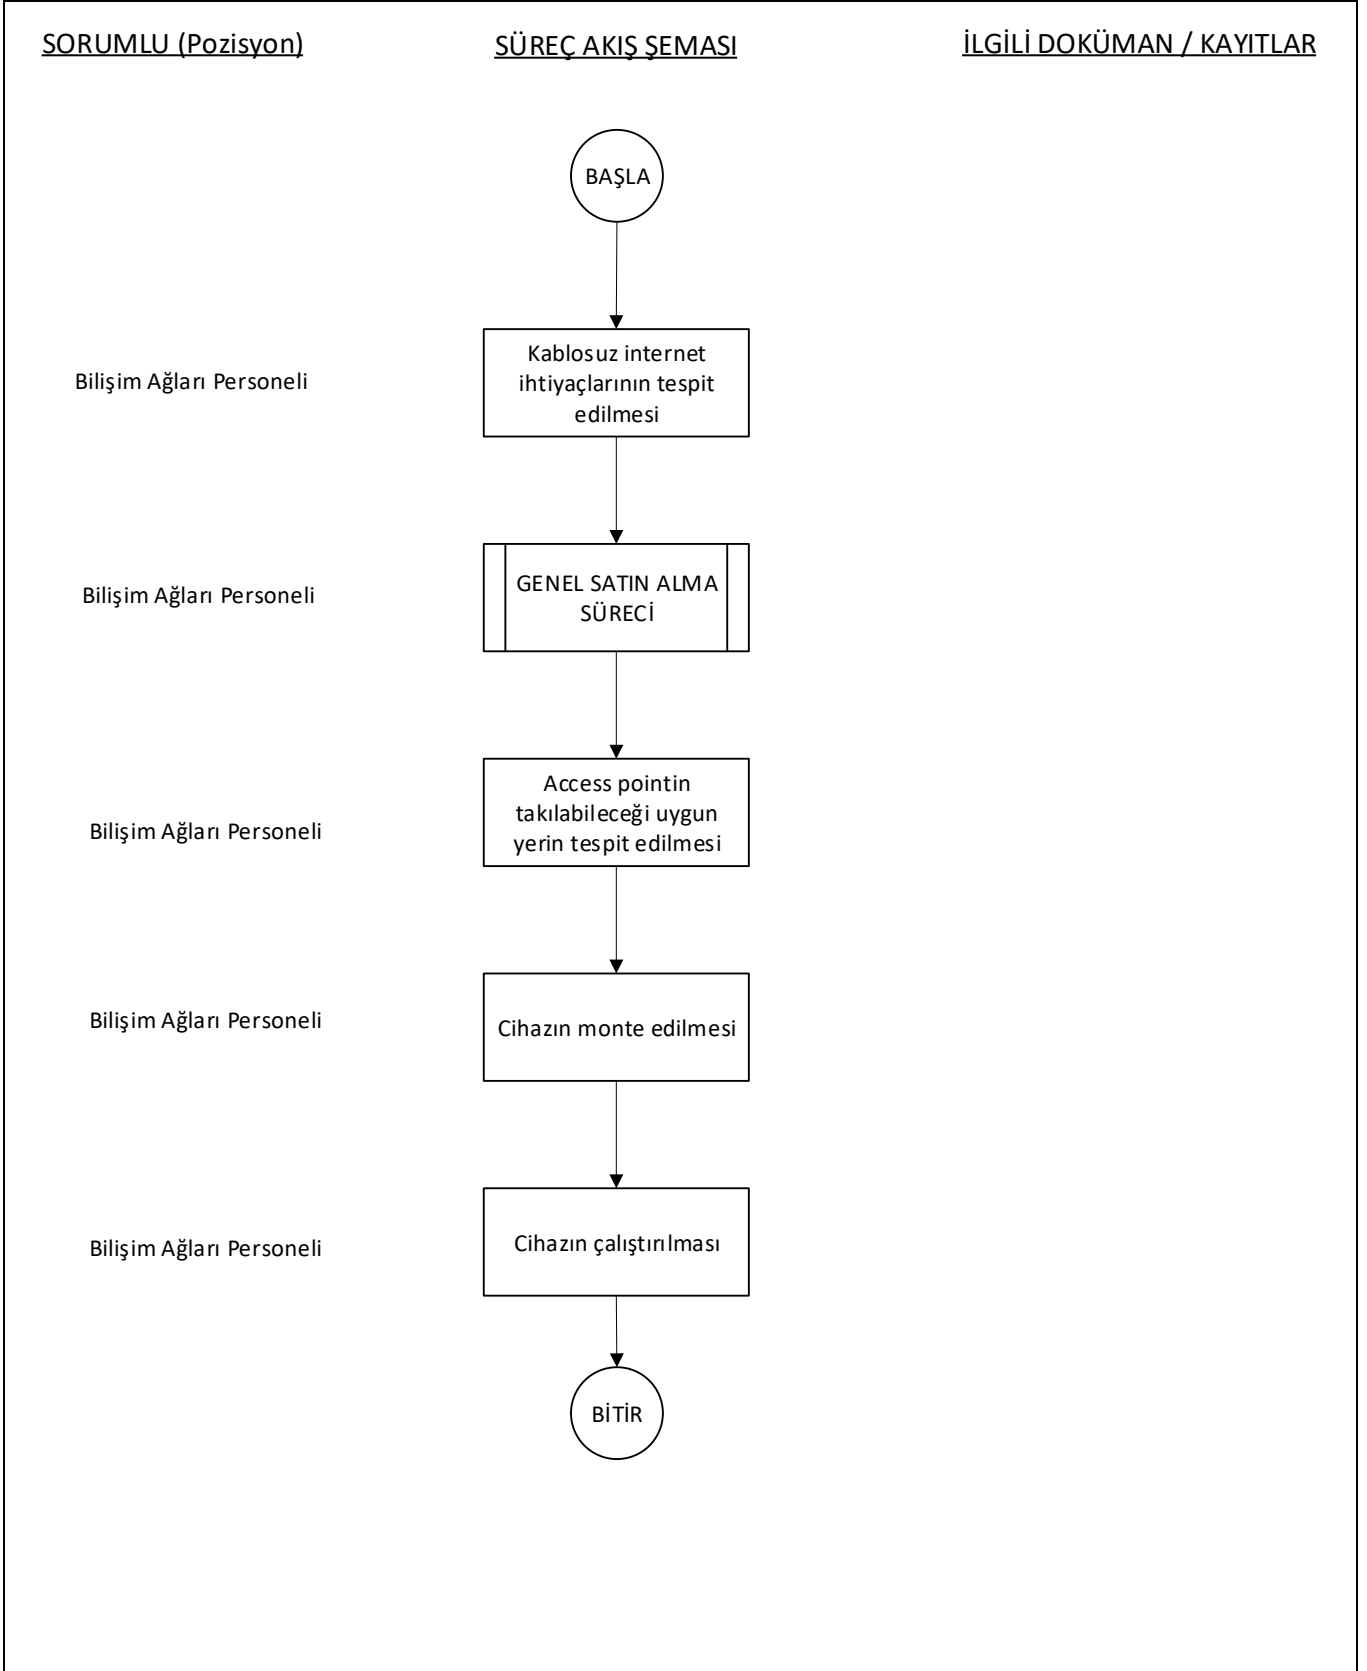 SORUMLU (Pozisyon)
SÜREÇ AKIŞ ŞEMASI
İLGİLİ DOKÜMAN / KAYITLAR
BAŞLA
Bilişim Ağları Personeli
Kablosuz internet
ihtiyaçlarının tespit
edilmesi
Bilişim Ağları Personeli
GENEL SATIN ALMA
SÜRECİ
Bilişim Ağları Personeli
Access pointin
takılabileceği uygun
yerin tespit edilmesi
Bilişim Ağları Personeli
Cihazın monte edilmesi
Bilişim Ağları Personeli
Cihazın çalıştırılması
BİTİR